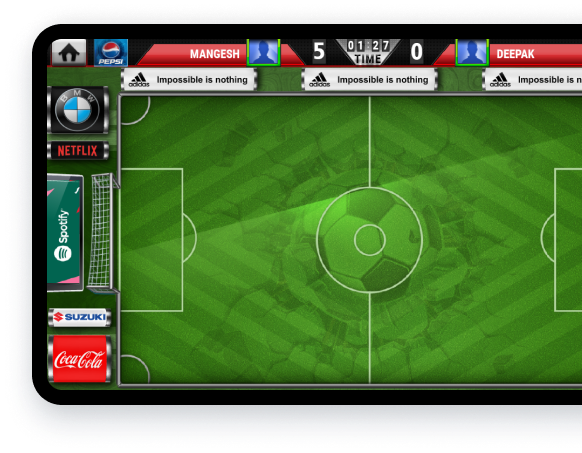 PEPSI
MANGESH
5
01:27
TIME
0
DEEPAK
adidas Impossible is nothing
adidas Impossible is nothing
adidas Impossible is n
BMW
NETFLIX
Spotify
SUZUKI
Coca-Cola